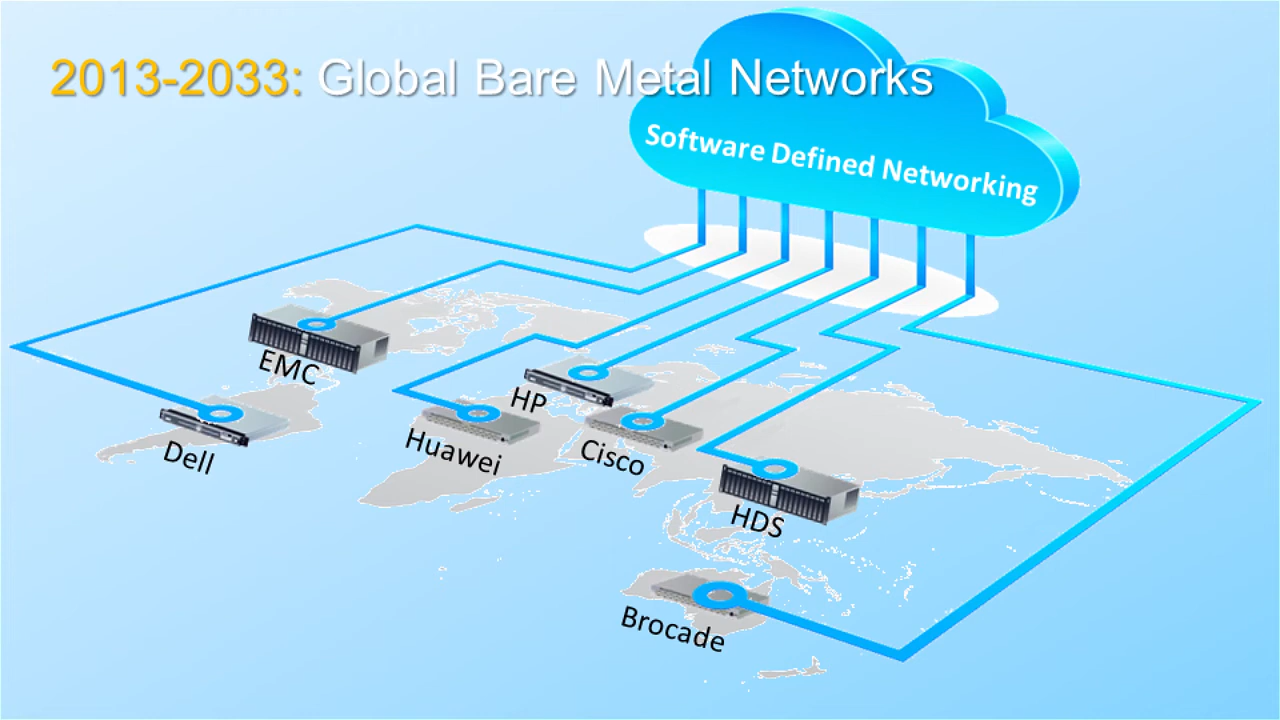 2013-2033: Global Bare Metal Networks
Software Defined Networking
EMC
HP
Dell
Huawei
Cisco
HDS
Brocade